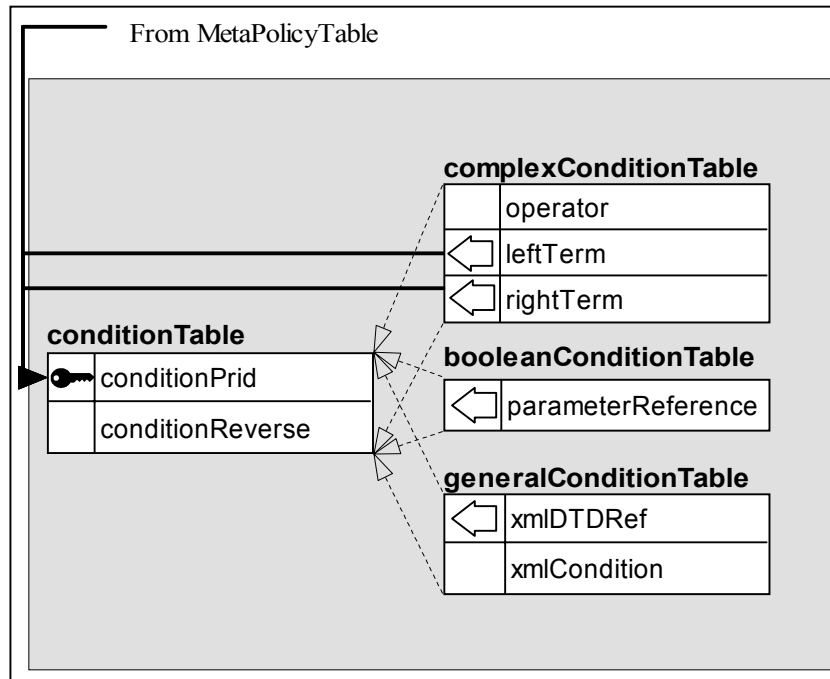 From MetaPolicyTable
complexConditionTable
operator
leftTerm
rightTerm
conditionTable
conditionPrid
conditionReverse
booleanConditionTable
parameterReference
generalConditionTable
xmlDTDRef
xmlCondition